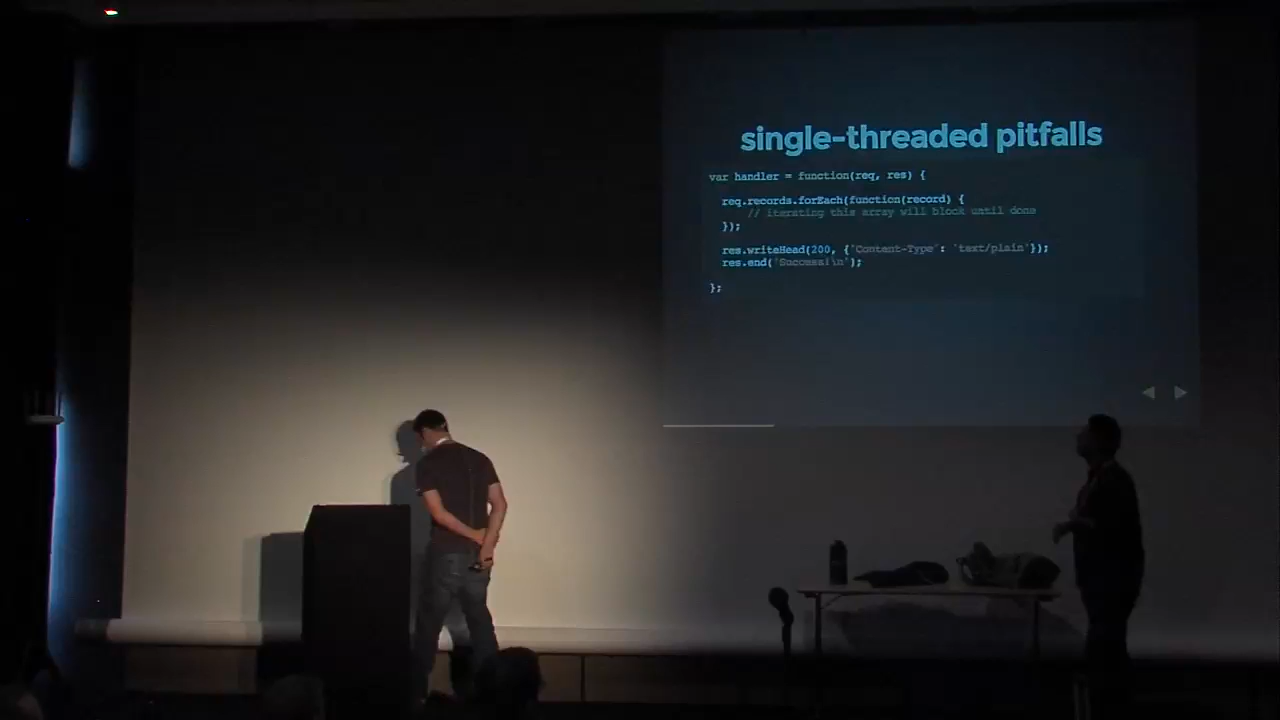 single-threaded pitfalls
var handler = function(req, res) {
req.records.forEach(function(record) {
// iterating this array will block until done
});
res.writeHead(200, {'Content-Type': 'text/plain'});
res.end('Success!\n');
};